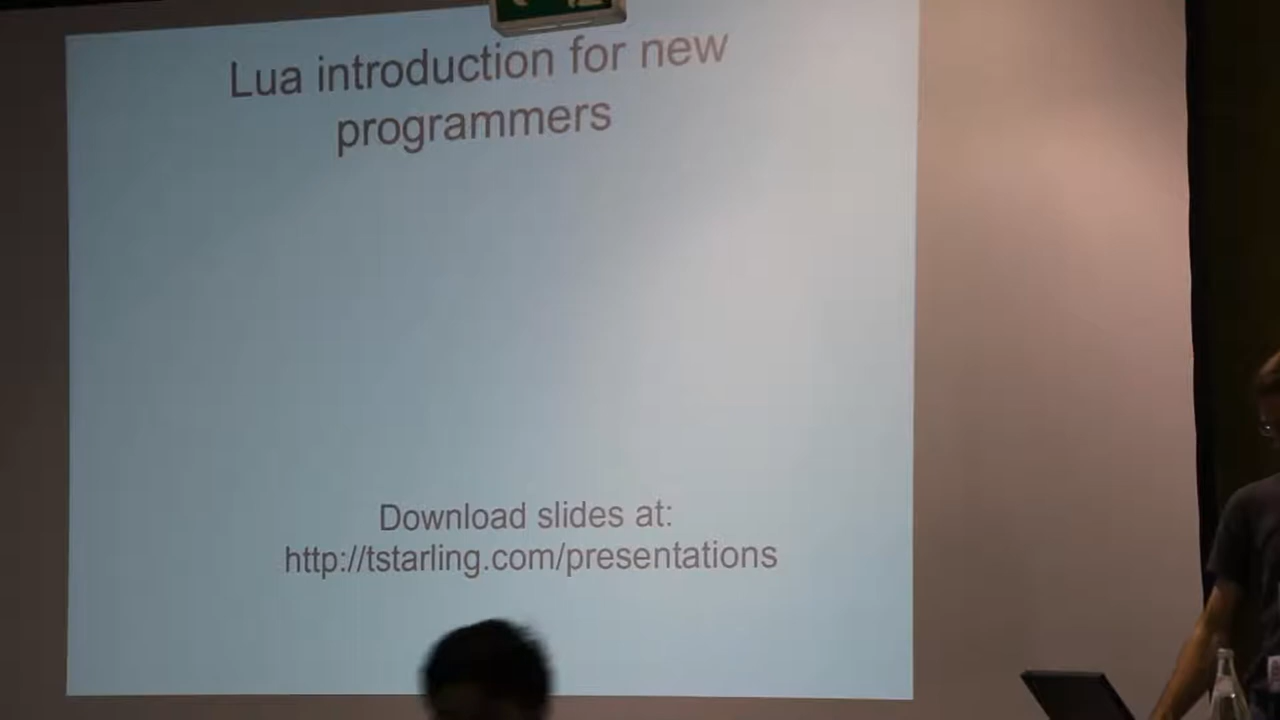 Lua introduction for new
programmers
Download slides at:
http://tstarling.com/presentations